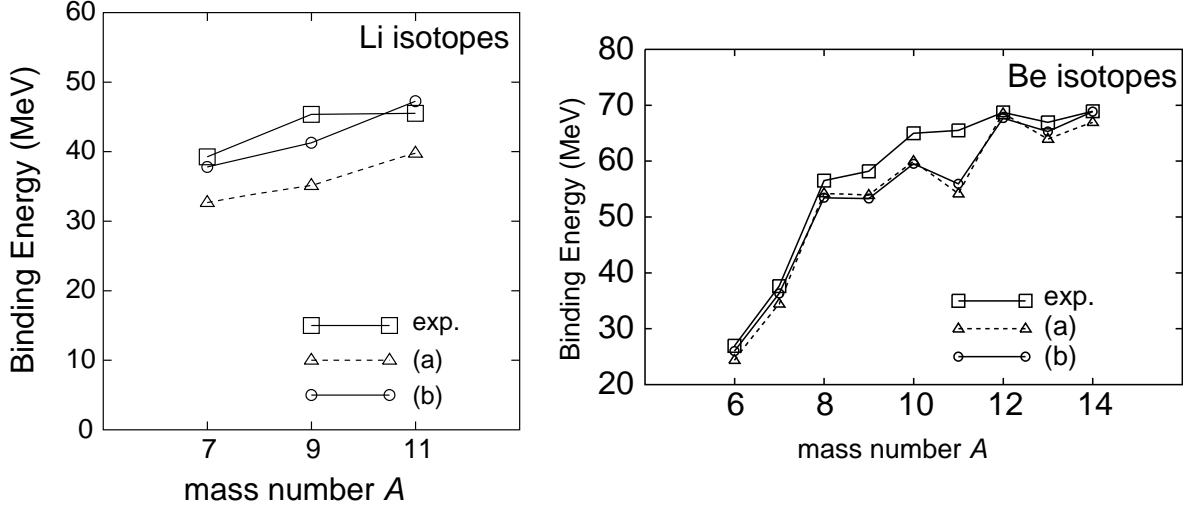 Li isotopes
Binding Energy (MeV)
60
50
40
30
20
10
0
exp.
(a)
(b)
7 9 11
mass number A
Be isotopes
Binding Energy (MeV)
80
70
60
50
40
30
20
exp.
(a)
(b)
6 8 10 12 14
mass number A